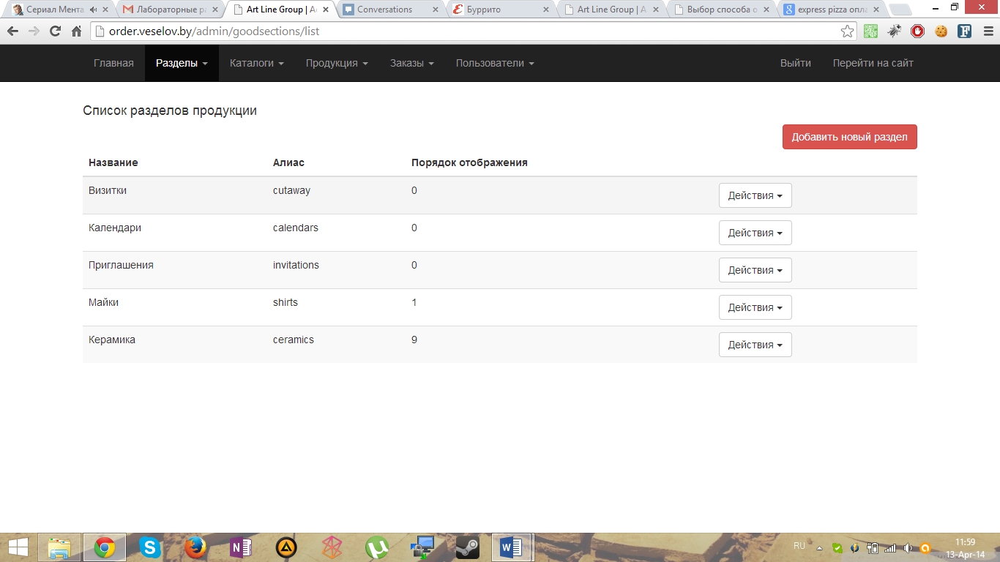 Сериал Мента
Лабораторные ра
Art Line Group | Ad
Conversations
Буррито
Art Line Group | A
Выбор способа о
express pizza опла
order.veselov.by/admin/goodsections/list
Главная Разделы Каталоги Продукция Заказы Пользователи Выйти Перейти на сайт
Список разделов продукции
Добавить новый раздел
Название Алиас Порядок отображения
Визитки cutaway 0 Действия
Календари calendars 0 Действия
Приглашения invitations 0 Действия
Майки shirts 1 Действия
Керамика ceramics 9 Действия
RU
11:59
13-Apr-14